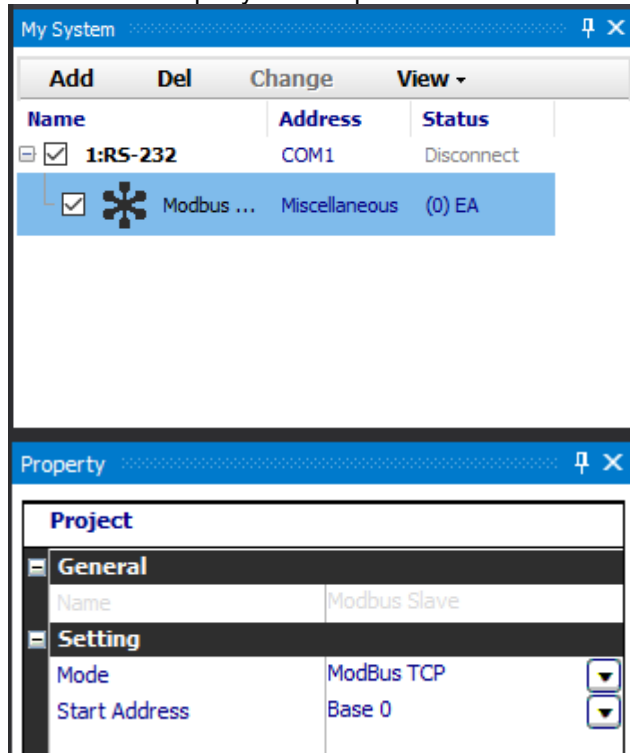 My System
Add Del Change View
Name Address Status
1:RS-232 COM1 Disconnect
Modbus ... Miscellaneous (0) EA
Property
Project
General
Name Modbus Slave
Setting
Mode ModBus TCP
Start Address Base 0